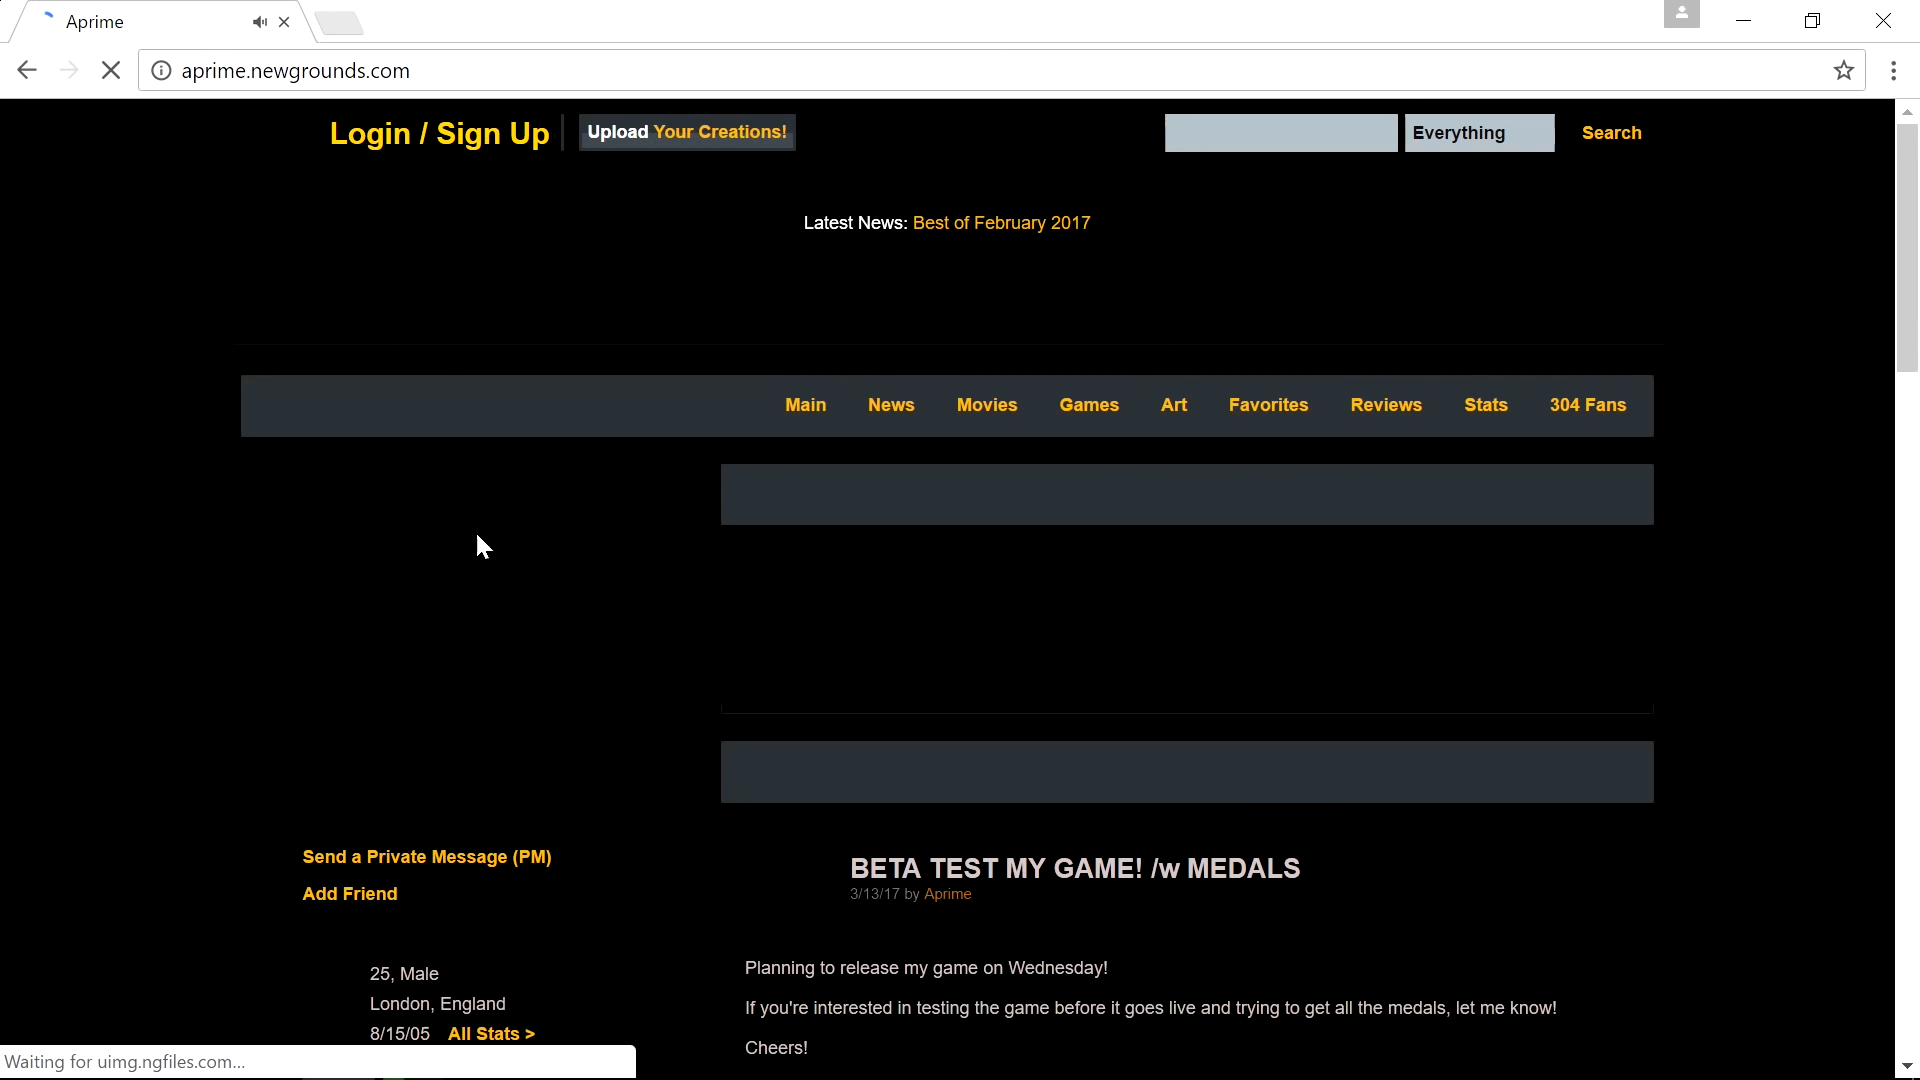 Aprime
aprime.newgrounds.com
Login / Sign Up
Upload Your Creations!
Everything
Search
Latest News: Best of February 2017
Main News Movies Games Art Favorites Reviews Stats 304 Fans
Send a Private Message (PM)
Add Friend
25, Male
London, England
8/15/05 All Stats >
BETA TEST MY GAME! /w MEDALS
3/13/17 by Aprime
Planning to release my game on Wednesday!
If you're interested in testing the game before it goes live and trying to get all the medals, let me know!
Cheers!
Waiting for uimg.ngfiles.com...